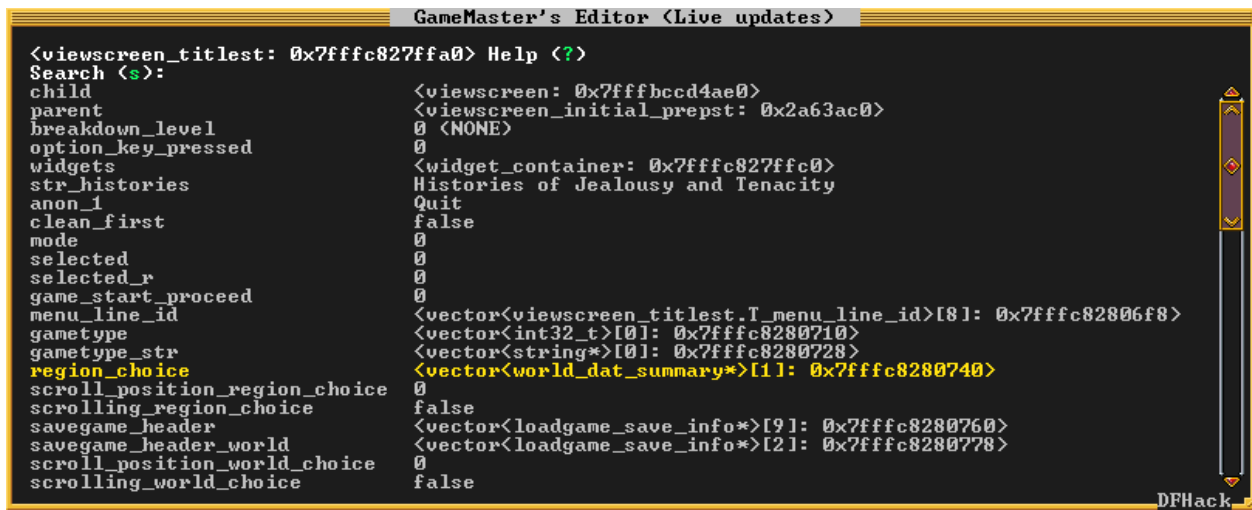 GameMaster's Editor (Live updates)
<viewscreen_titlest: 0x7fffc827ffa0> Help (?)
Search (s):
child <viewscreen: 0x7fffbccd4ae0>
parent <viewscreen_initial_prepst: 0x2a63ac0>
breakdown_level 0 (NONE)
option_key_pressed 0
widgets <widget_container: 0x7fffc827ffc0>
str_histories Histories of Jealousy and Tenacity
anon_1 Quit
clean_first false
mode 0
selected 0
selected_r 0
game_start_proceed 0
menu_line_id <vector<viewscreen_titlest.T_menu_line_id>[8]: 0x7fffc82806f8>
gametype <vector<int32_t>[0]: 0x7fffc8280710>
gametype_str <vector<string*>[0]: 0x7fffc8280728>
region_choice <vector<world_dat_summary*>[1]: 0x7fffc8280740>
scroll_position_region_choice 0
scrolling_region_choice false
savegame_header <vector<loadgame_save_info*>[9]: 0x7fffc8280760>
savegame_header_world <vector<loadgame_save_info*>[2]: 0x7fffc8280778>
scroll_position_world_choice 0
scrolling_world_choice false
DFHack